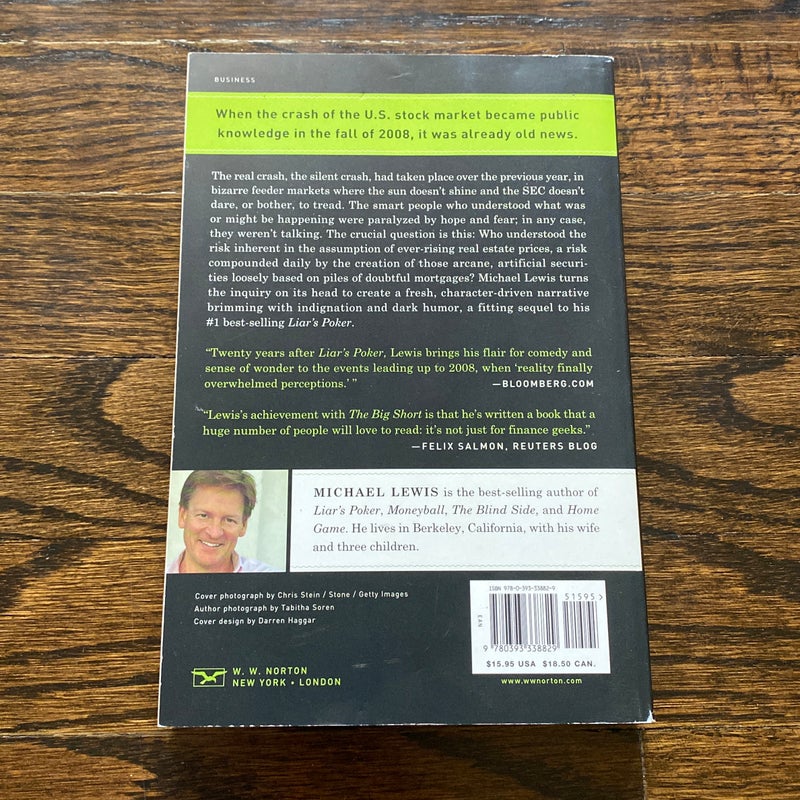 BUSINESS
When the crash of the U.S. stock market became public
knowledge in the fall of 2008, it was already old news.
The real crash, the silent crash, had taken place over the previous year, in
bizarre feeder markets where the sun doesn't shine and the SEC doesn't
dare, or bother, to tread. The smart people who understood what was
or might be happening were paralyzed by hope and fear; in any case,
they weren't talking. The crucial question is this: Who understood the
risk inherent in the assumption of ever-rising real estate prices, a risk
compounded daily by the creation of those arcane, artificial securi-
ties loosely based on piles of doubtful mortgages? Michael Lewis turns
the inquiry on its head to create a fresh, character-driven narrative
brimming with indignation and dark humor, a fitting sequel to his
#1 best-selling Liar's Poker.
“Twenty years after Liar's Poker, Lewis brings his flair for comedy and
sense of wonder to the events leading up to 2008, when ‘reality finally
overwhelmed perceptions.’ ”
—BLOOMBERG.COM
“Lewis's achievement with The Big Short is that he's written a book that a
huge number of people will love to read: it's not just for finance geeks.”
—FELIX SALMON, REUTERS BLOG
MICHAEL LEWIS is the best-selling author of
Liar's Poker, Moneyball, The Blind Side, and Home
Game. He lives in Berkeley, California, with his wife
and three children.
Cover photograph by Chris Stein / Stone / Getty Images
Author photograph by Tabitha Soren
Cover design by Darren Haggar
W. W. NORTON
NEW YORK • LONDON
ISBN 978-0-393-33882-9
51595>
EAN
9 780393 338829
$15.95 USA $18.50 CAN.
www.wwnorton.com